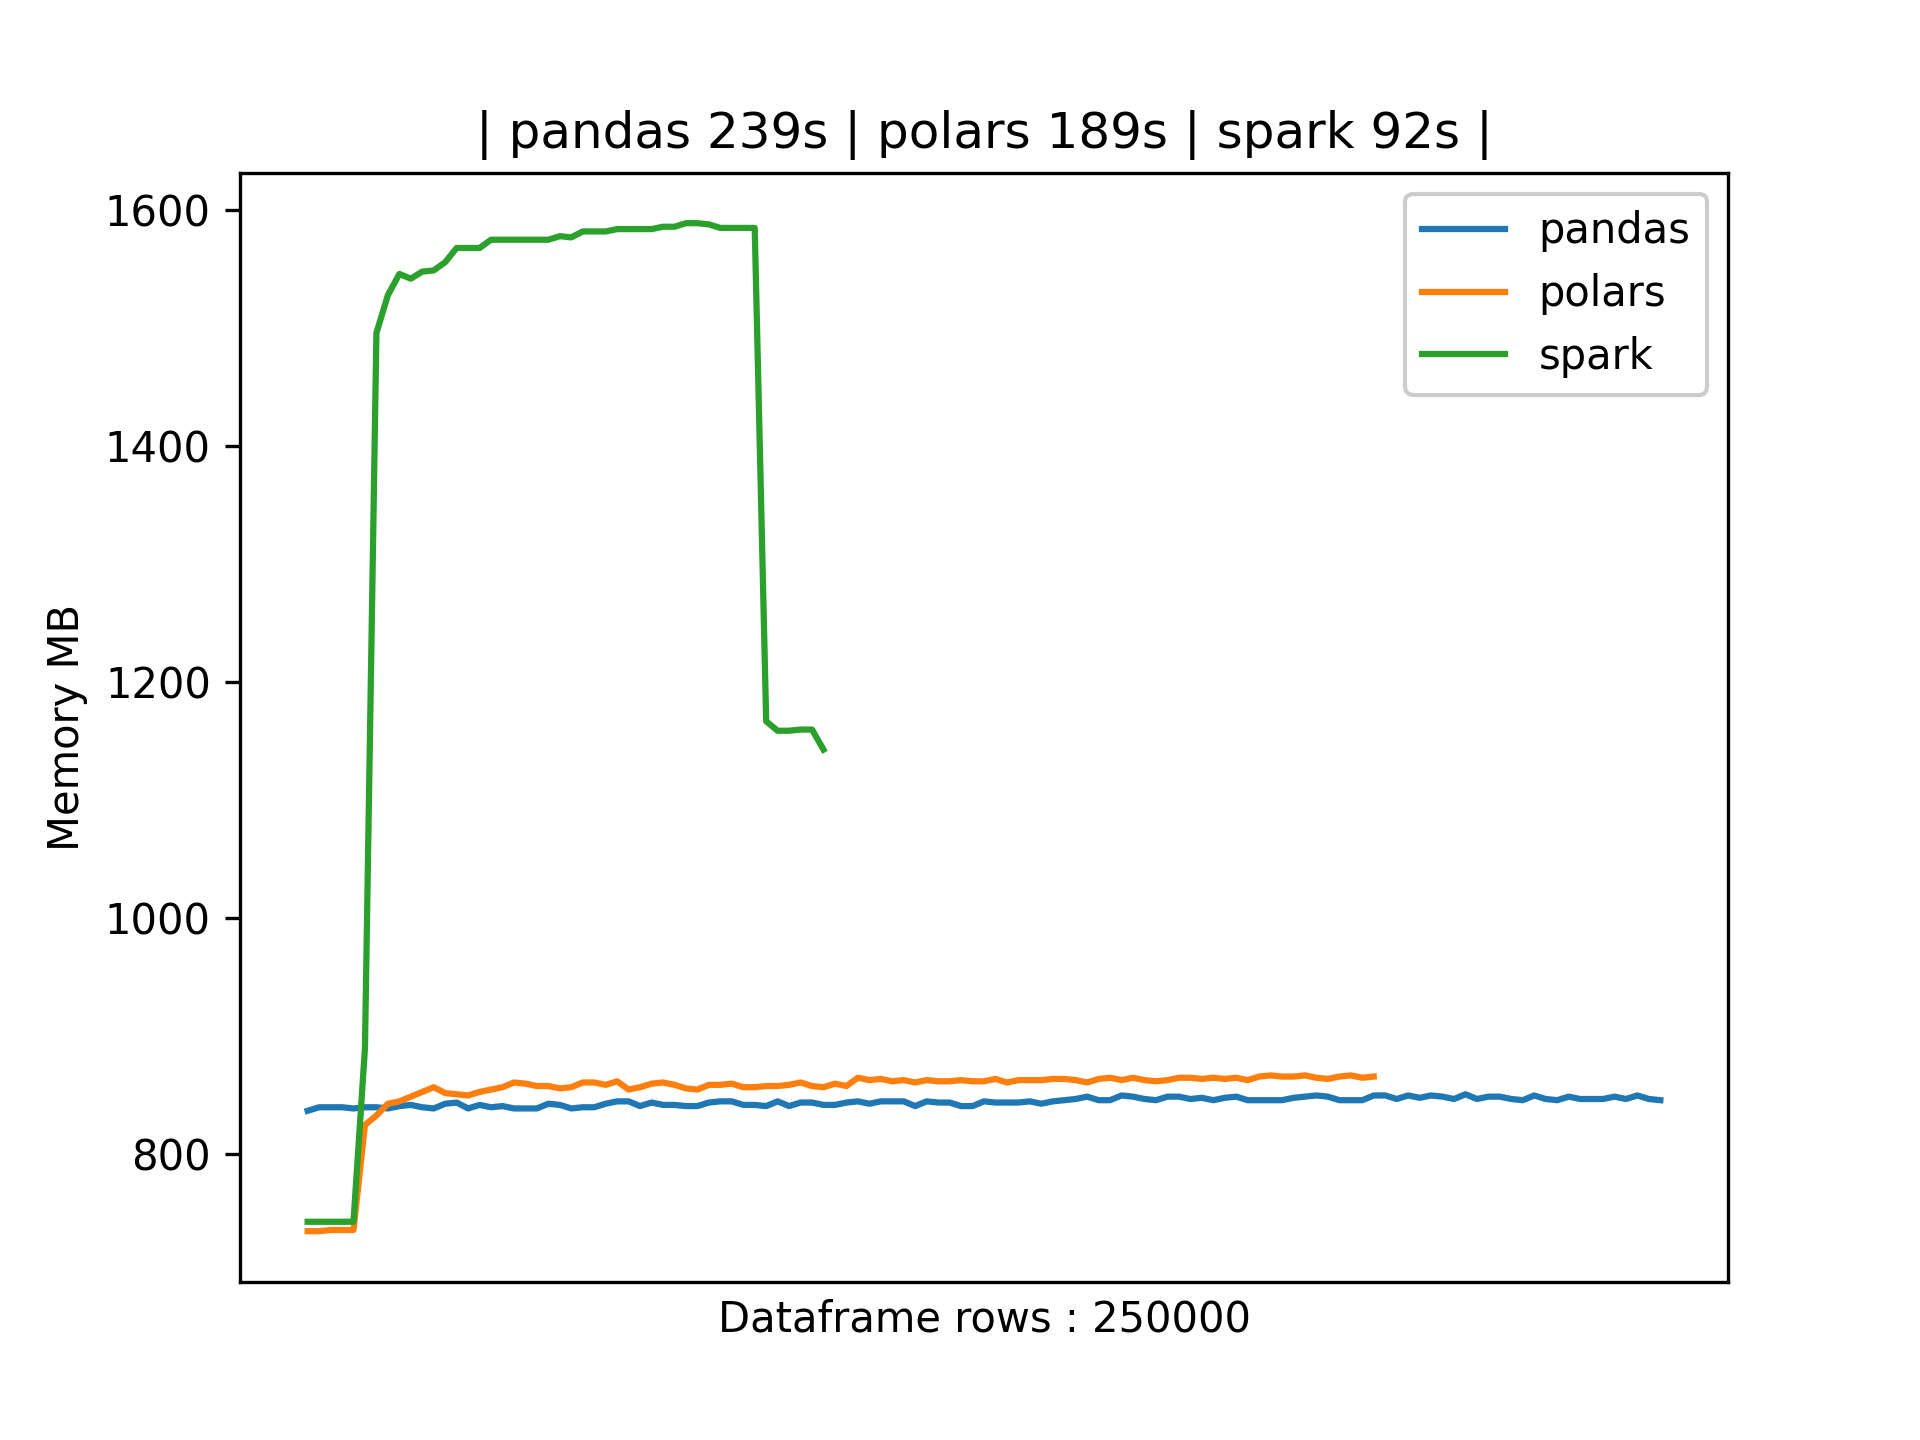 | pandas 239s | polars 189s | spark 92s |
1600
1400
1200
1000
800
Memory MB
pandas
polars
spark
Dataframe rows : 250000